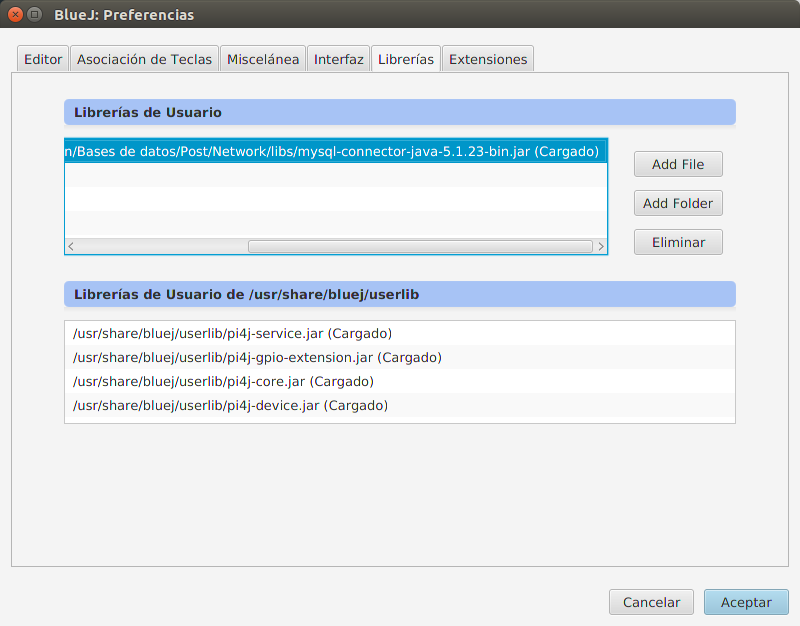 BlueJ: Preferencias
Editor Asociación de Teclas Miscelánea Interfaz Librerías Extensiones
Librerías de Usuario
n/Bases de datos/Post/Network/libs/mysql-connector-java-5.1.23-bin.jar (Cargado)
Add File
Add Folder
Eliminar
Librerías de Usuario de /usr/share/bluej/userlib
/usr/share/bluej/userlib/pi4j-service.jar (Cargado)
/usr/share/bluej/userlib/pi4j-gpio-extension.jar (Cargado)
/usr/share/bluej/userlib/pi4j-core.jar (Cargado)
/usr/share/bluej/userlib/pi4j-device.jar (Cargado)
Cancelar Aceptar